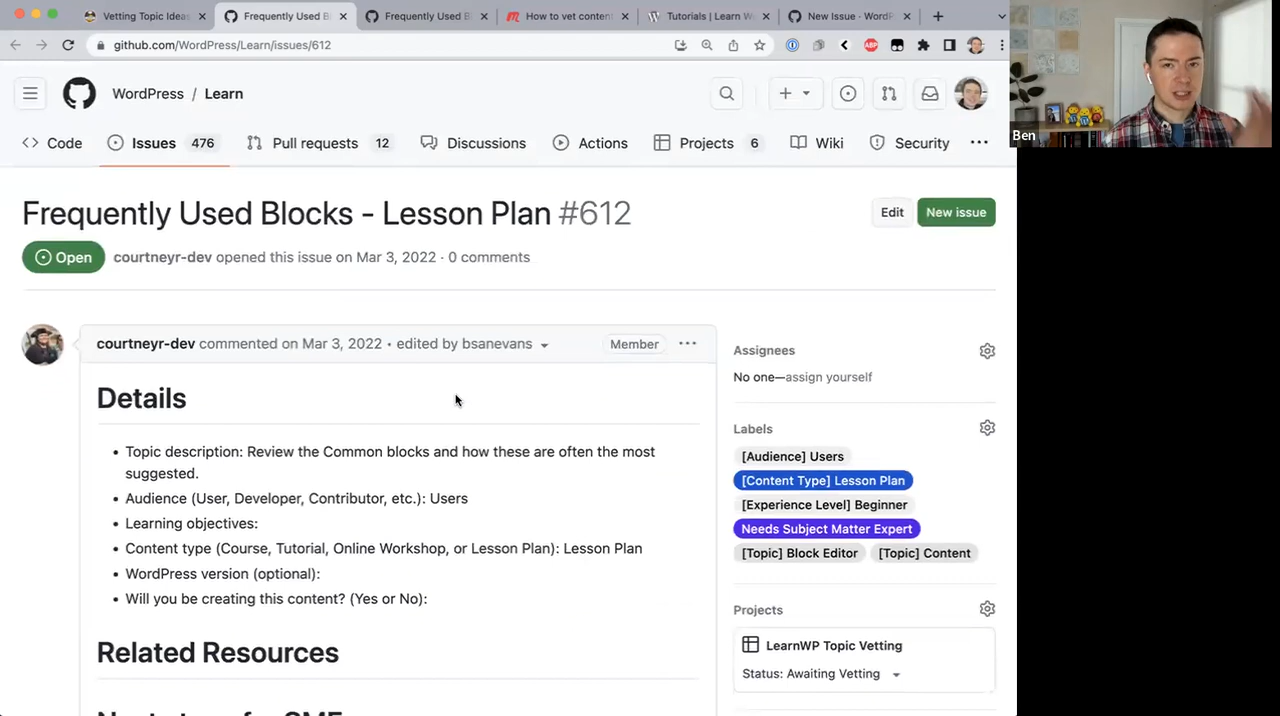 Vetting Topic Ideas
Frequently Used B
Frequently Used Bl
How to vet conten
Tutorials | Learn W
New Issue · WordP
github.com/WordPress/Learn/issues/612
ABP
WordPress / Learn
Code
Issues 476
Pull requests 12
Discussions
Actions
Projects 6
Wiki
Security
Ben
Frequently Used Blocks - Lesson Plan #612
Edit
New issue
Open
courtneyr-dev opened this issue on Mar 3, 2022 · 0 comments
courtneyr-dev commented on Mar 3, 2022 • edited by bsanevans
Member
Details
• Topic description: Review the Common blocks and how these are often the most
suggested.
• Audience (User, Developer, Contributor, etc.): Users
• Learning objectives:
• Content type (Course, Tutorial, Online Workshop, or Lesson Plan): Lesson Plan
• WordPress version (optional):
• Will you be creating this content? (Yes or No):
Related Resources
Assignees
No one—assign yourself
Labels
[Audience] Users
[Content Type] Lesson Plan
[Experience Level] Beginner
Needs Subject Matter Expert
[Topic] Block Editor
[Topic] Content
Projects
LearnWP Topic Vetting
Status: Awaiting Vetting